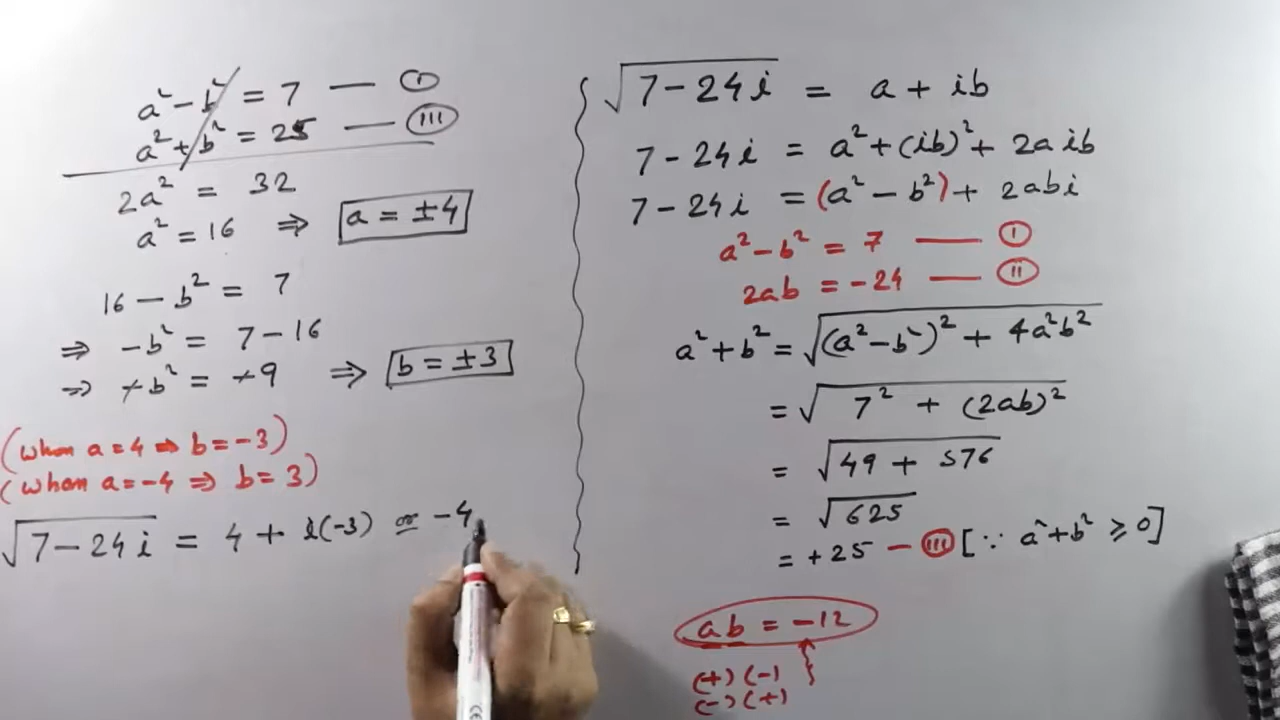 √(7 - 24i) = a + ib
7 - 24i = a² + (ib)² + 2aib
7 - 24i = (a² - b²) + 2abi
a² - b² = 7 — (I)
2ab = -24 — (II)
a² + b² = √((a² - b²)² + 4a²b²)
= √(7² + (2ab)²)
= √(49 + 576)
= √625
= +25 — (III) [∵ a² + b² ≥ 0]
ab = -12
(+)(-)
(-)(+)
a² - b² = 7 — (I)
a² + b² = 25 — (III)
2a² = 32
a² = 16 ⇒ a = ±4
16 - b² = 7
⇒ -b² = 7 - 16
⇒ -b² = -9 ⇒ b = ±3
(when a = 4 ⇒ b = -3)
(when a = -4 ⇒ b = 3)
√(7 - 24i) = 4 + i(-3) or -4